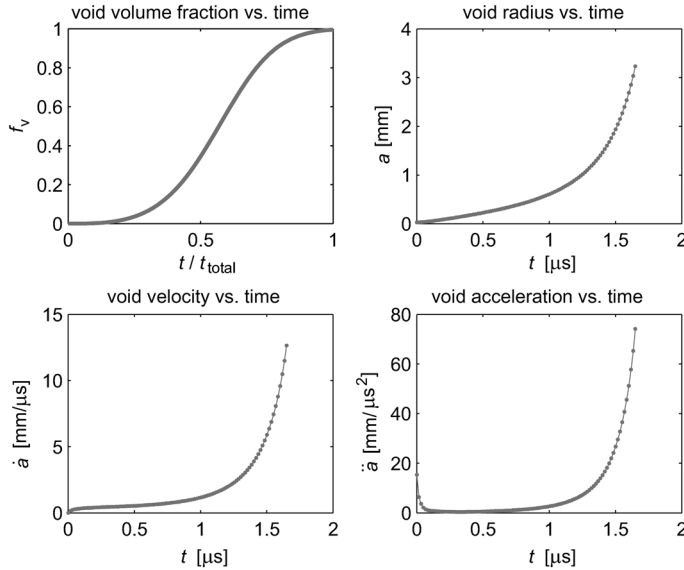 void volume fraction vs. time
1
0.8
0.6
0.4
0.2
0
f_v
0 0.5 1
t / t_total
void radius vs. time
4
3
2
1
0
a [mm]
0 0.5 1 1.5 2
t [μs]
void velocity vs. time
15
10
5
0
ȧ [mm/μs]
0 0.5 1 1.5 2
t [μs]
void acceleration vs. time
80
60
40
20
0
ä [mm/μs²]
0 0.5 1 1.5 2
t [μs]